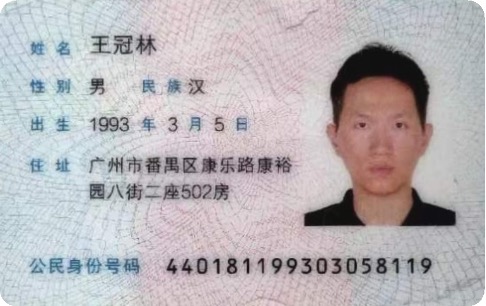 姓名 王冠林
性别 男 民族 汉
出生 1993 年 3 月 5 日
住址 广州市番禺区康乐路康裕
园八街二座502房
公民身份号码 440181199303058119